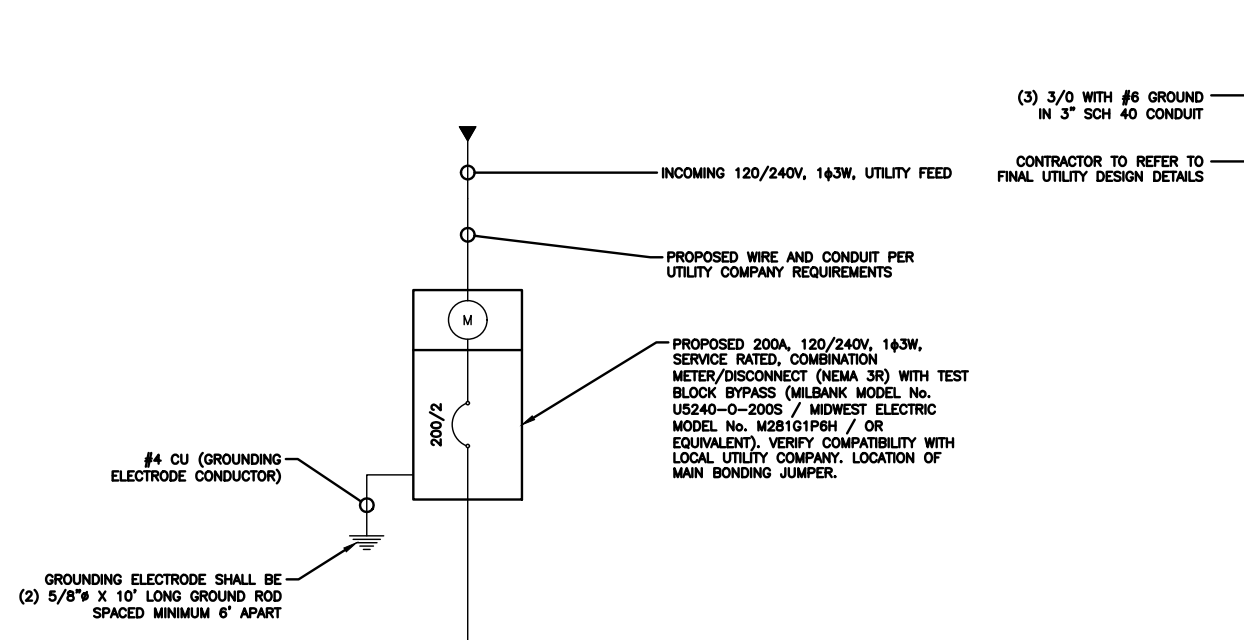 (3) 3/0 WITH #6 GROUND
IN 3" SCH 40 CONDUIT
CONTRACTOR TO REFER TO
FINAL UTILITY DESIGN DETAILS
INCOMING 120/240V, 1ϕ3W, UTILITY FEED
PROPOSED WIRE AND CONDUIT PER
UTILITY COMPANY REQUIREMENTS
M
PROPOSED 200A, 120/240V, 1ϕ3W,
SERVICE RATED, COMBINATION
METER/DISCONNECT (NEMA 3R) WITH TEST
BLOCK BYPASS (MILBANK MODEL No.
U5240-O-200S / MIDWEST ELECTRIC
MODEL No. M281G1P6H / OR
EQUIVALENT). VERIFY COMPATIBILITY WITH
LOCAL UTILITY COMPANY. LOCATION OF
MAIN BONDING JUMPER.
200/2
#4 CU (GROUNDING
ELECTRODE CONDUCTOR)
GROUNDING ELECTRODE SHALL BE
(2) 5/8"ø X 10' LONG GROUND ROD
SPACED MINIMUM 6' APART